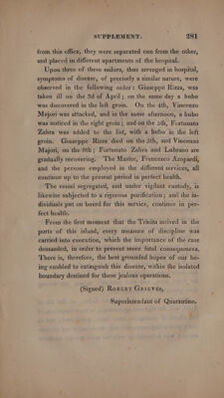 SUPPLEMENT. 281
from this office, they were separated one from the other,
and placed in different apartments of the hospital.
Upon three of these sailors, thus arranged in hospital,
symptoms of disease, of precisely a similar nature, were
observed in the following order: Giuseppe Rizza, was
taken ill on the 3d of April; on the same day a bubo
was discovered in the left groin. On the 4th, Vincenzo
Majori was attacked, and in the same afternoon, a bubo
was noticed in the right groin; and on the 5th, Fortunato
Zabra was added to the list, with a bubo in the left
groin. Giuseppe Rizza died on the 5th, and Vincenzo
Majori, on the 8th; Fortunato Zabra and Lobrano are
gradually recovering. The Master, Francesco Azopardi,
and the persons employed in the different services, all
continue up to the present period in perfect health.
The vessel segregated, and under vigilant custody, is
likewise subjected to a rigorous purification; and the in-
dividuals put on board for this service, continue in per-
fect health.
From the first moment that the Trinita arrived in the
ports of this island, every measure of discipline was
carried into execution, which the importance of the case
demanded, in order to prevent more fatal consequences.
There is, therefore, the best grounded hopes of our be-
ing enabled to extinguish this disease, within the isolated
boundary destined for these jealous operations.
(Signed) ROBERT GRIEVES,
Superintendant of Quarantine.